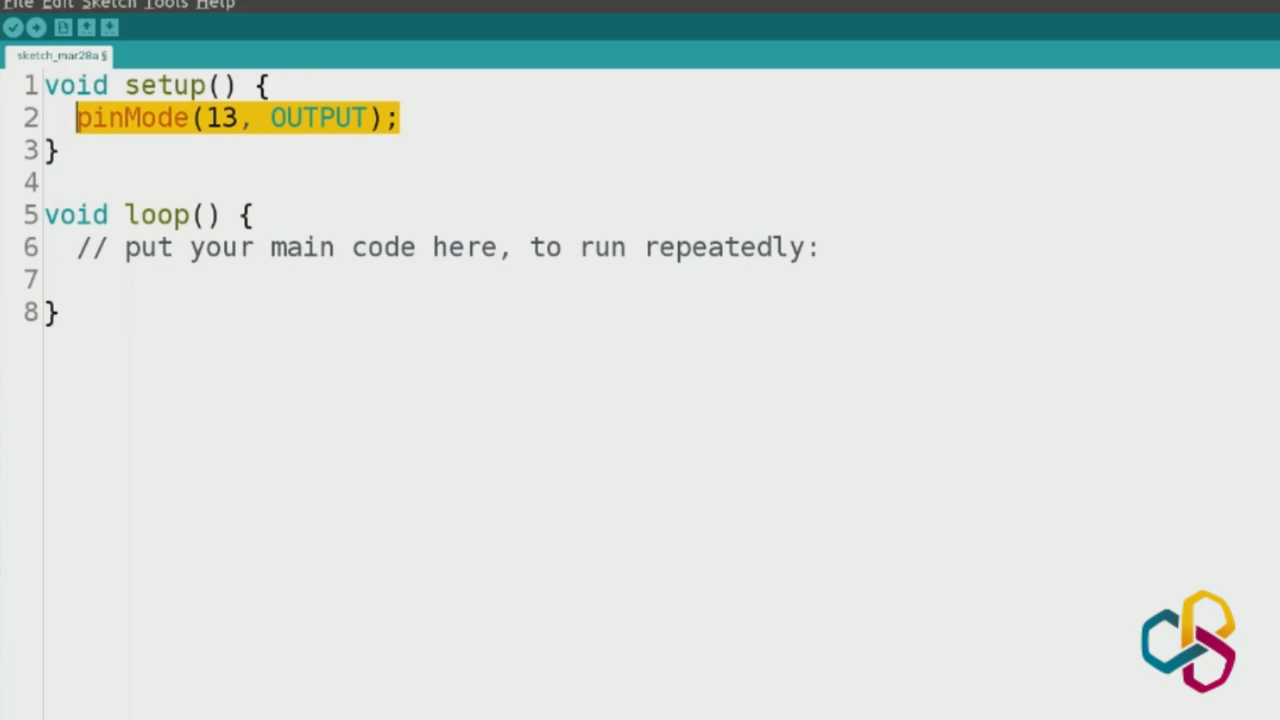 File Edit Sketch Tools Help
sketch_mar28a §
1 void setup() {
2 pinMode(13, OUTPUT);
3 }
4
5 void loop() {
6 // put your main code here, to run repeatedly:
7
8 }